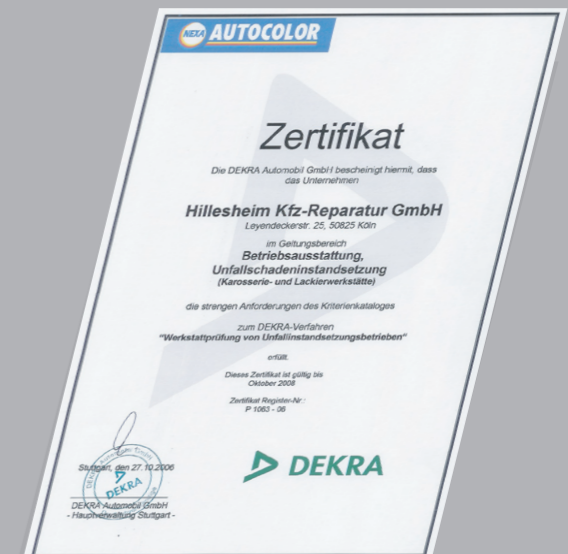 NEXA AUTOCOLOR
Zertifikat
Die DEKRA Automobil GmbH bescheinigt hiermit, dass
das Unternehmen
Hillesheim Kfz-Reparatur GmbH
Leyendeckerstr. 25, 50825 Köln
im Geltungsbereich
Betriebsausstattung,
Unfallschadeninstandsetzung
(Karosserie- und Lackierwerkstätte)
die strengen Anforderungen des Kriterienkataloges
zum DEKRA-Verfahren
"Werkstattprüfung von Unfallinstandsetzungsbetrieben"
erfüllt.
Dieses Zertifikat ist gültig bis
Oktober 2008
Zertifikat Register-Nr.:
P 1063 - 06
Stuttgart, den 27.10.2006
DEKRA
DEKRA
DEKRA Automobil GmbH
- Hauptverwaltung Stuttgart -